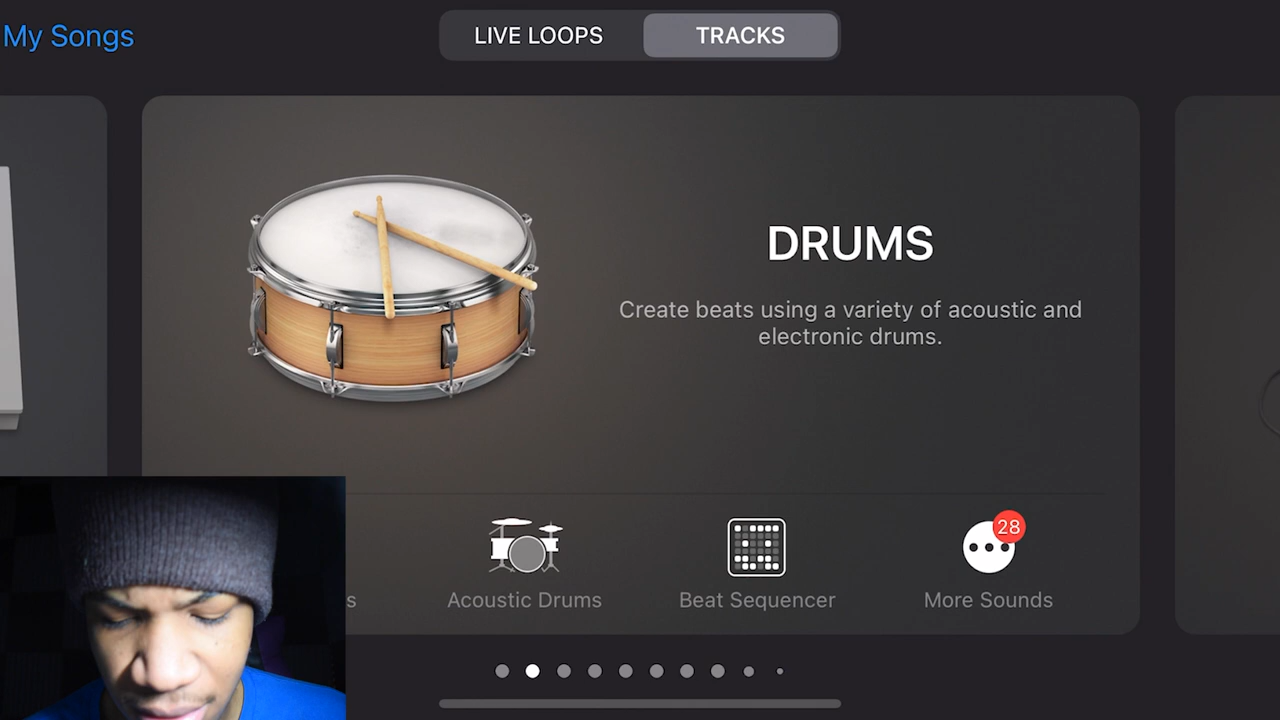 My Songs
LIVE LOOPS
TRACKS
DRUMS
Create beats using a variety of acoustic and
electronic drums.
s
Acoustic Drums
Beat Sequencer
28
More Sounds